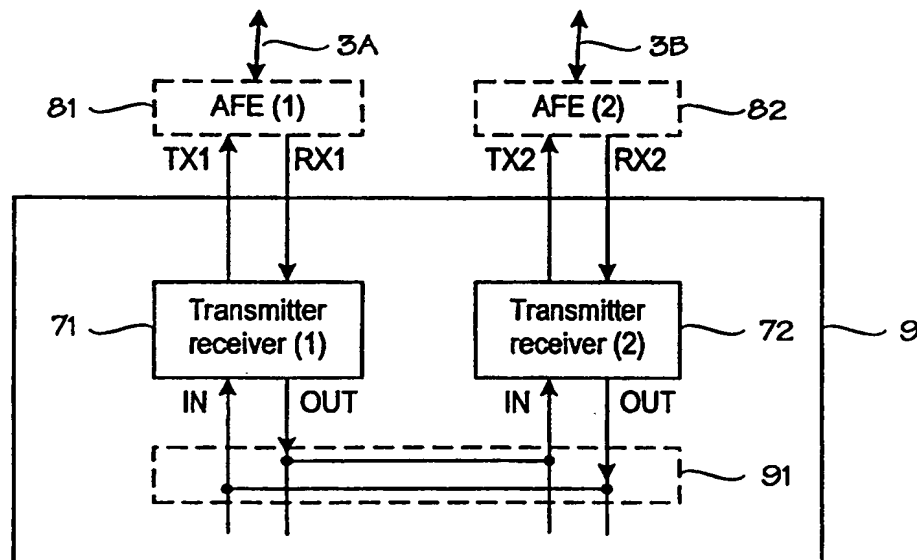 3A
3B
81
AFE (1)
AFE (2)
82
TX1
RX1
TX2
RX2
71
Transmitter
receiver (1)
Transmitter
receiver (2)
72
9
IN
OUT
IN
OUT
91